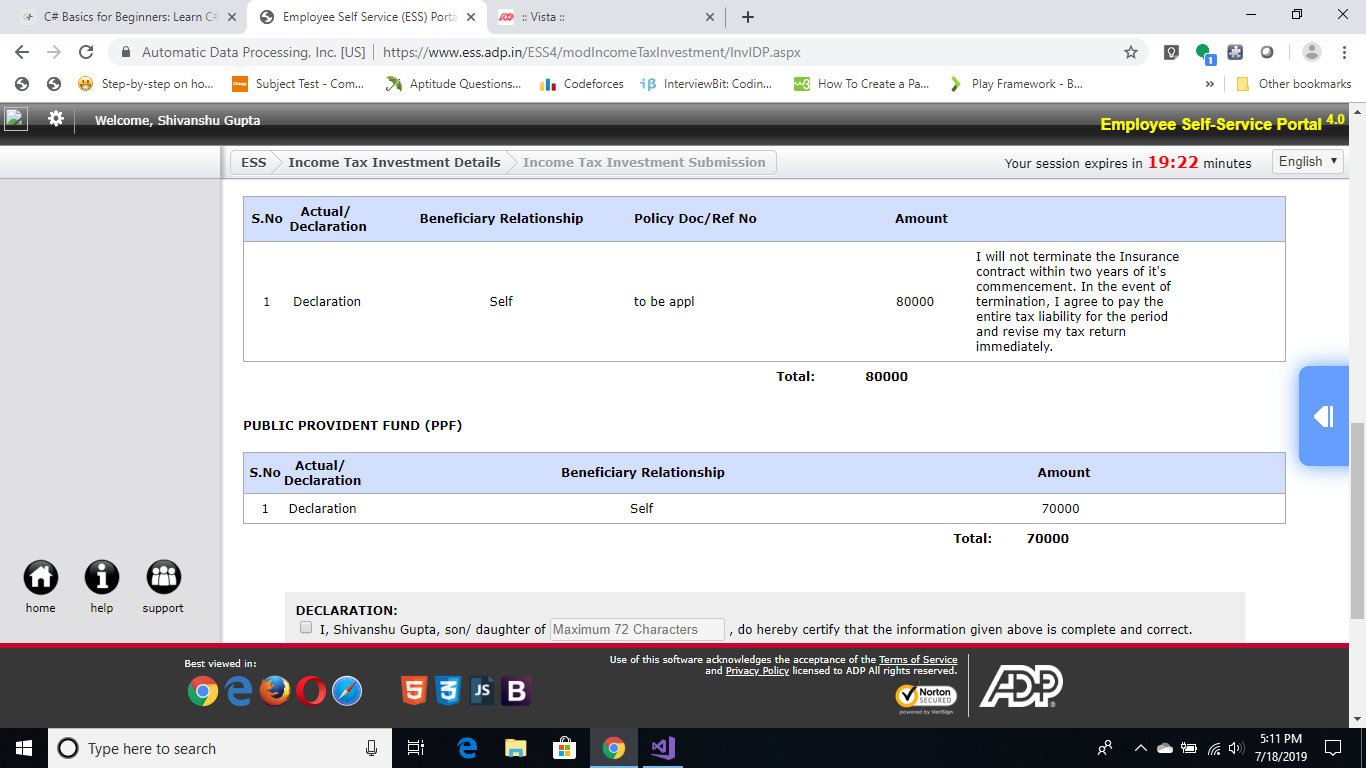 C# Basics for Beginners: Learn C#
Employee Self Service (ESS) Porta
:: Vista ::
Automatic Data Processing, Inc. [US] | https://www.ess.adp.in/ESS4/modIncomeTaxInvestment/InvIDP.aspx
1
Step-by-step on ho...
Chegg
Subject Test - Com...
Aptitude Questions...
Codeforces
InterviewBit: Codin...
How To Create a Pa...
Play Framework - B...
»
Other bookmarks
Welcome, Shivanshu Gupta
Employee Self-Service Portal 4.0
ESS
Income Tax Investment Details
Income Tax Investment Submission
Your session expires in 19:22 minutes
English
S.No
Actual/
Declaration
Beneficiary Relationship
Policy Doc/Ref No
Amount
1
Declaration
Self
to be appl
80000
I will not terminate the Insurance
contract within two years of it's
commencement. In the event of
termination, I agree to pay the
entire tax liability for the period
and revise my tax return
immediately.
Total: 80000
PUBLIC PROVIDENT FUND (PPF)
S.No
Actual/
Declaration
Beneficiary Relationship
Amount
1
Declaration
Self
70000
Total: 70000
home
help
support
DECLARATION:
I, Shivanshu Gupta, son/ daughter of Maximum 72 Characters , do hereby certify that the information given above is complete and correct.
Best viewed in:
5
3
JS
B
Use of this software acknowledges the acceptance of the Terms of Service
and Privacy Policy licensed to ADP All rights reserved.
Norton
SECURED
powered by VeriSign
ADP
Type here to search
5:11 PM
7/18/2019